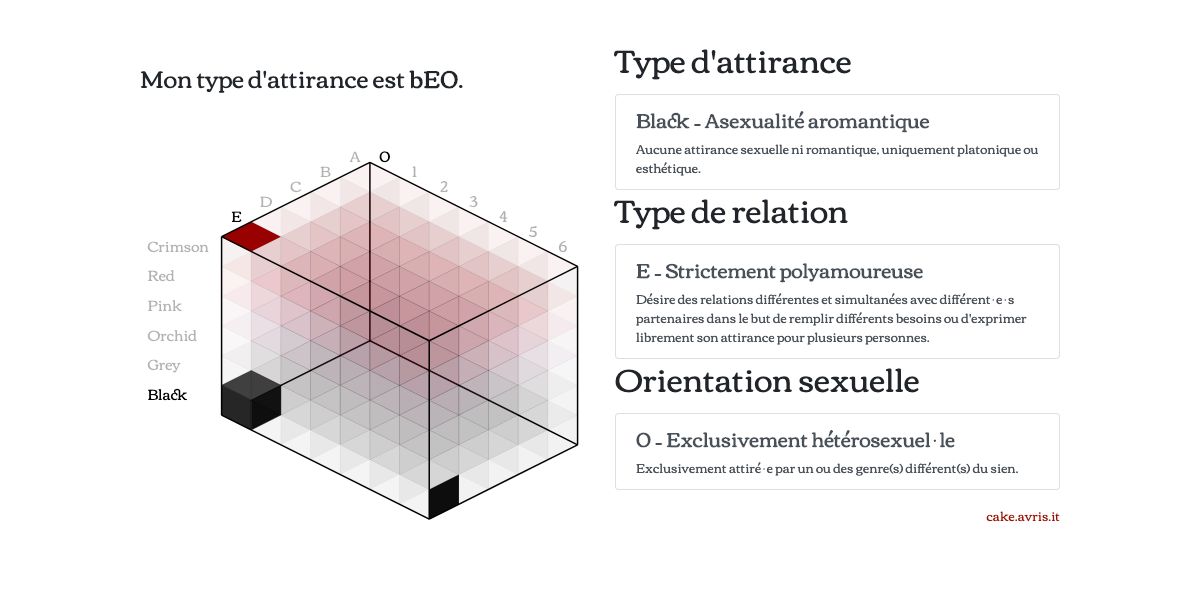 Mon type d'attirance est bEO.
A
O
B
1
C
2
D
3
E
4
5
6
Crimson
Red
Pink
Orchid
Grey
Black
Type d'attirance
Black – Asexualité aromantique
Aucune attirance sexuelle ni romantique, uniquement platonique ou
esthétique.
Type de relation
E – Strictement polyamoureuse
Désire des relations différentes et simultanées avec différent·e·s
partenaires dans le but de remplir différents besoins ou d'exprimer
librement son attirance pour plusieurs personnes.
Orientation sexuelle
O – Exclusivement hétérosexuel·le
Exclusivement attiré·e par un ou des genre(s) différent(s) du sien.
cake.avris.it